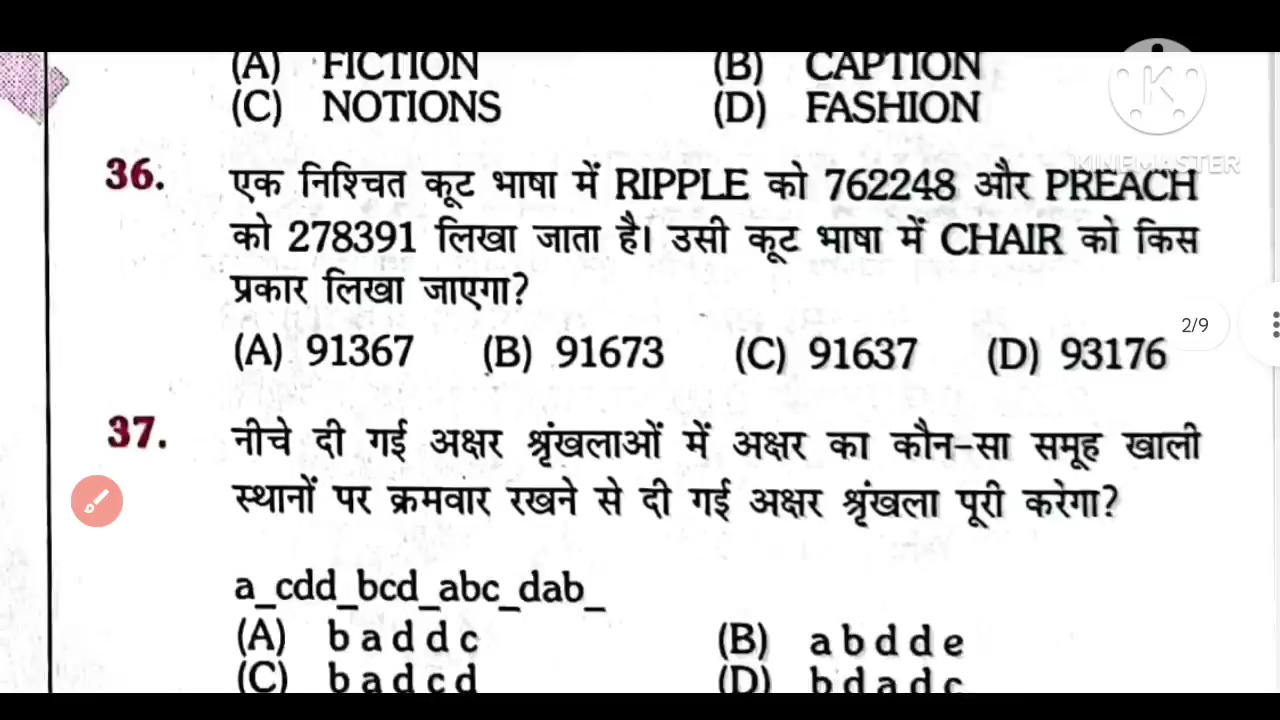 (A) FICTION (B) CAPTION
(C) NOTIONS (D) FASHION
36. एक निश्चित कूट भाषा में RIPPLE को 762248 और PREACH
को 278391 लिखा जाता है। उसी कूट भाषा में CHAIR को किस
प्रकार लिखा जाएगा?
(A) 91367 (B) 91673 (C) 91637 (D) 93176
37. नीचे दी गई अक्षर श्रृंखलाओं में अक्षर का कौन-सा समूह खाली
स्थानों पर क्रमवार रखने से दी गई अक्षर श्रृंखला पूरी करेगा?
a_cdd_bcd_abc_dab_
(A) b a d d c (B) a b d d e
(C) b a d c d (D) b d a d c
K
KINEMASTER
2/9